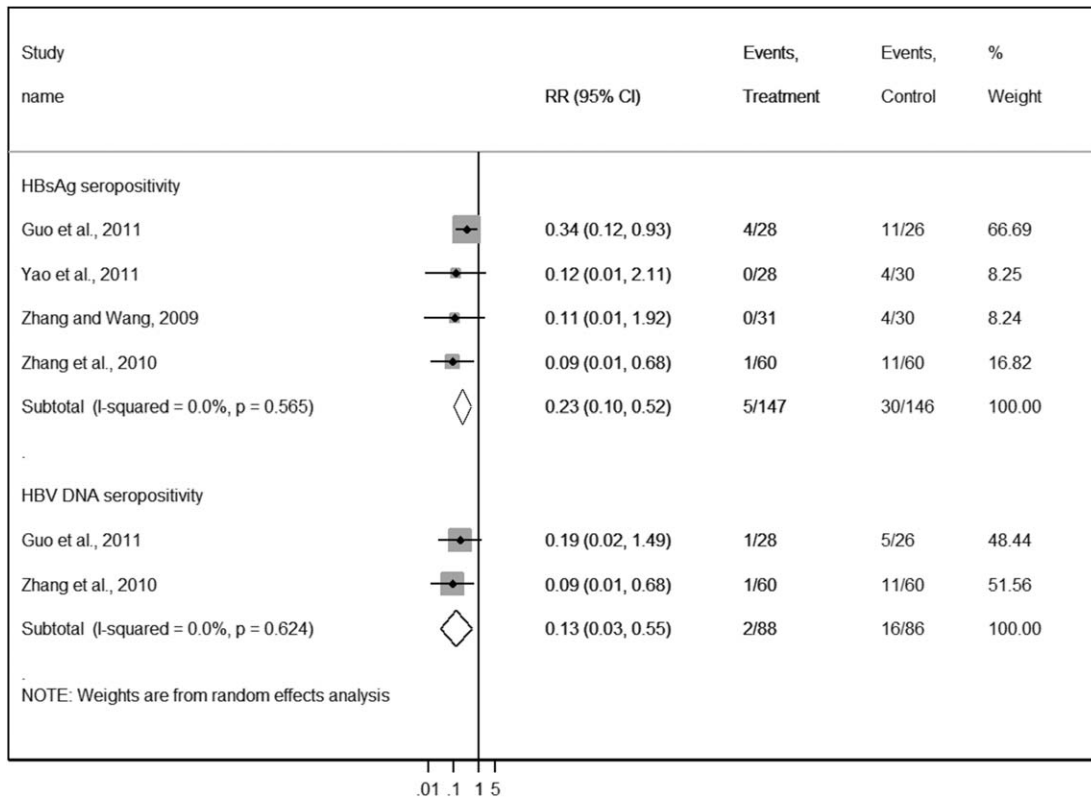 Study Events, Events, %
name RR (95% CI) Treatment Control Weight
HBsAg seropositivity
Guo et al., 2011 0.34 (0.12, 0.93) 4/28 11/26 66.69
Yao et al., 2011 0.12 (0.01, 2.11) 0/28 4/30 8.25
Zhang and Wang, 2009 0.11 (0.01, 1.92) 0/31 4/30 8.24
Zhang et al., 2010 0.09 (0.01, 0.68) 1/60 11/60 16.82
Subtotal (I-squared = 0.0%, p = 0.565) 0.23 (0.10, 0.52) 5/147 30/146 100.00
.
HBV DNA seropositivity
Guo et al., 2011 0.19 (0.02, 1.49) 1/28 5/26 48.44
Zhang et al., 2010 0.09 (0.01, 0.68) 1/60 11/60 51.56
Subtotal (I-squared = 0.0%, p = 0.624) 0.13 (0.03, 0.55) 2/88 16/86 100.00
.
NOTE: Weights are from random effects analysis
.01 .1 1 5